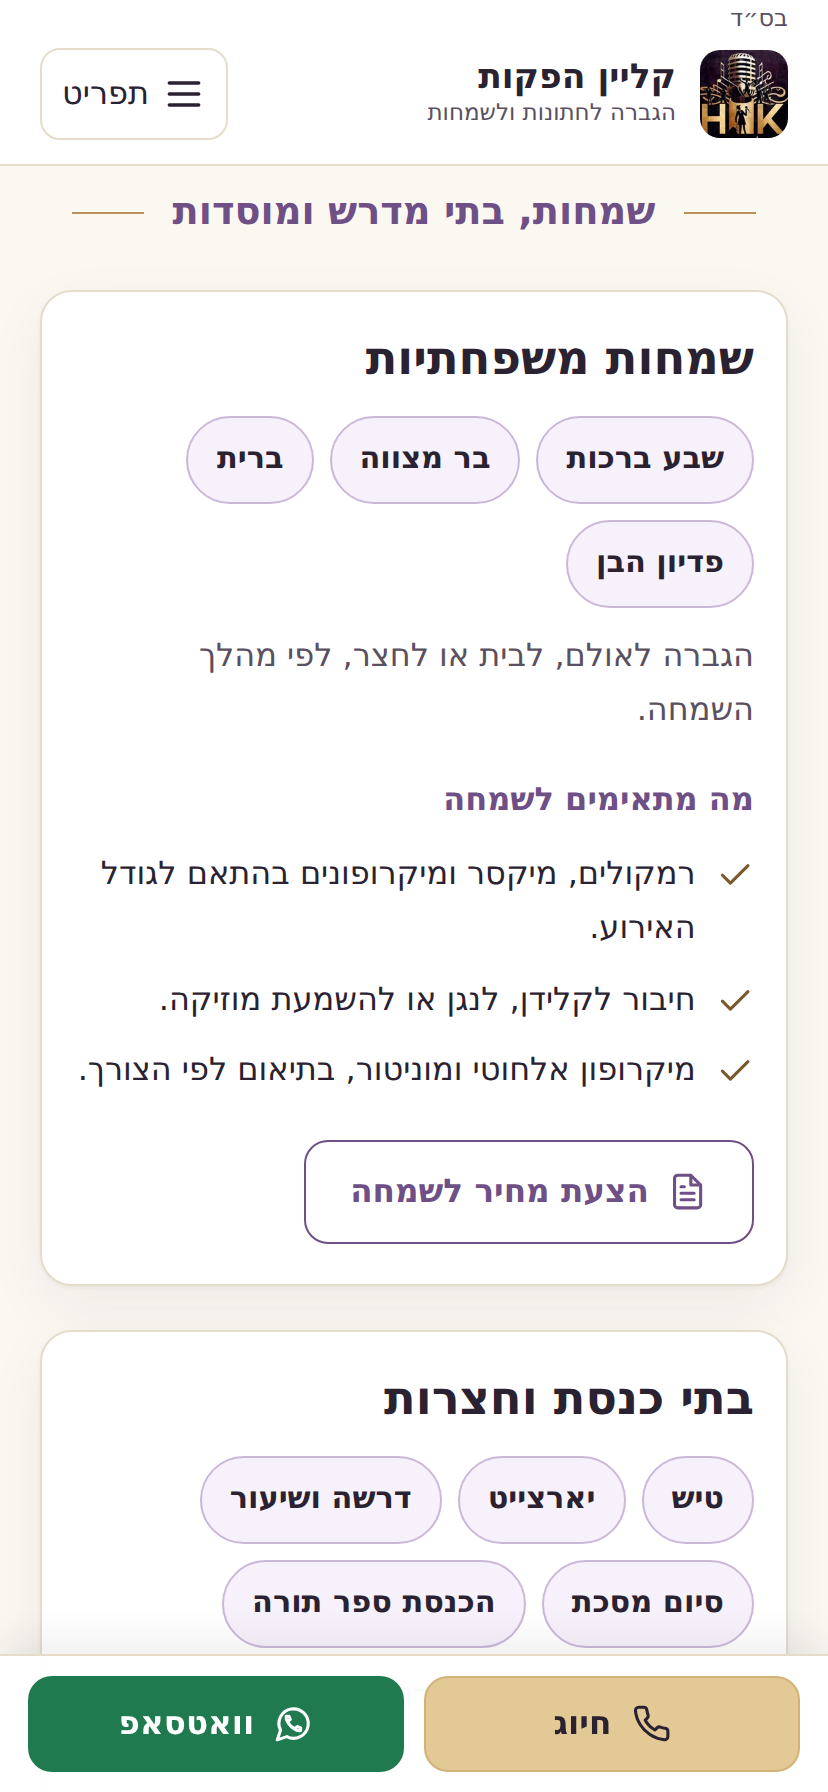 בס״ד
קליין הפקות
הגברה לחתונות ולשמחות
HK
תפריט
שמחות, בתי מדרש ומוסדות
שמחות משפחתיות
שבע ברכות
בר מצווה
ברית
פדיון הבן
הגברה לאולם, לבית או לחצר, לפי מהלך
השמחה.
מה מתאימים לשמחה
רמקולים, מיקסר ומיקרופונים בהתאם לגודל
האירוע.
חיבור לקלידן, לנגן או להשמעת מוזיקה.
מיקרופון אלחוטי ומוניטור, בתיאום לפי הצורך.
הצעת מחיר לשמחה
בתי כנסת וחצרות
טיש
יארצייט
דרשה ושיעור
סיום מסכת
הכנסת ספר תורה
חיוג
וואטסאפ